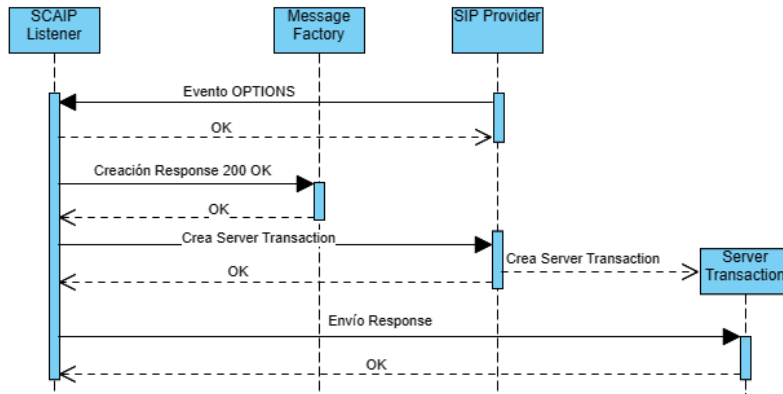 SCAIP
Listener
Message
Factory
SIP Provider
Evento OPTIONS
OK
Creación Response 200 OK
OK
Crea Server Transaction
Crea Server Transaction
Server
Transaction
OK
Envío Response
OK